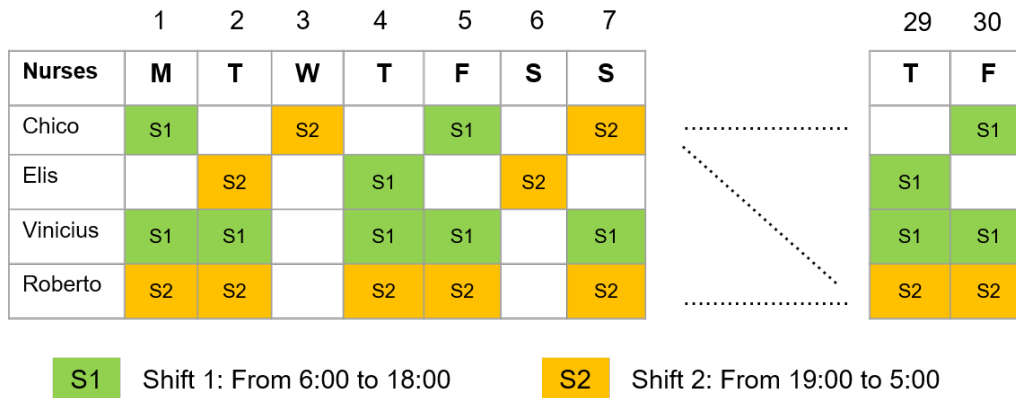 1 2 3 4 5 6 7 29 30
Nurses M T W T F S S T F
Chico S1 S2 S1 S2 S1
Elis S2 S1 S2 S1
Vinicius S1 S1 S1 S1 S1 S1 S1
Roberto S2 S2 S2 S2 S2 S2 S2
S1 Shift 1: From 6:00 to 18:00 S2 Shift 2: From 19:00 to 5:00